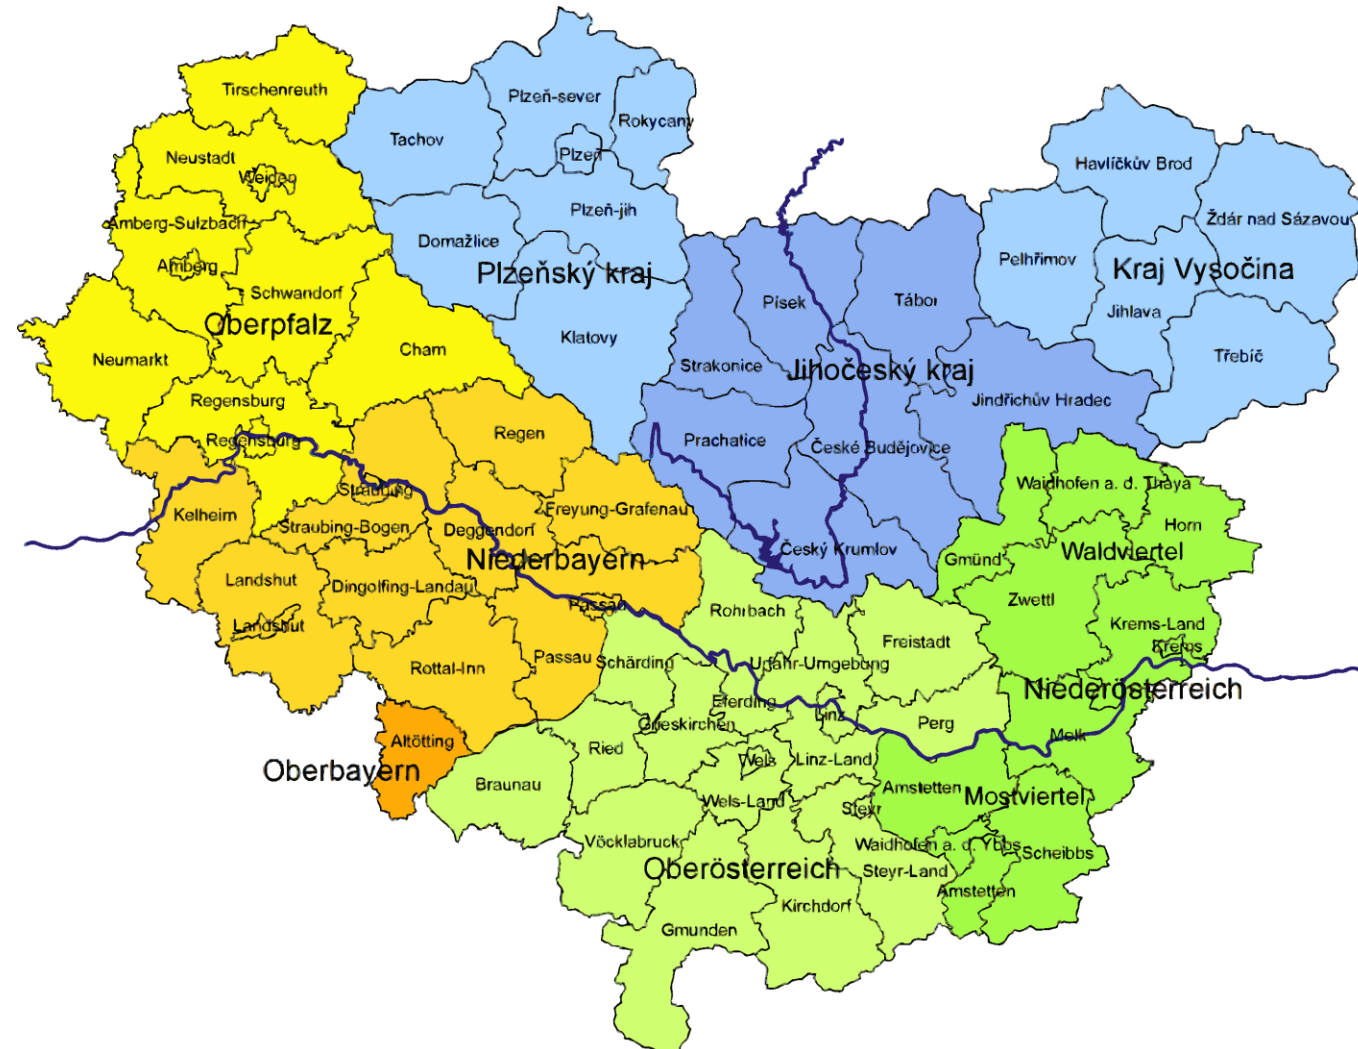 Tirschenreuth
Plzeň-sever
Rokycany
Tachov
Plzeň
Neustadt
Weiden
Havlíčkův Brod
Plzeň-jih
Amberg-Sulzbach
Ždár nad Sázavou
Domažlice
Amberg
Pelhřimov
Plzeňský kraj
Kraj Vysočina
Schwandorf
Písek
Tábor
Jihlava
Oberpfalz
Klatovy
Cham
Neumarkt
Třebíč
Strakonice
Jihočeský kraj
Regensburg
Jindřichův Hradec
Regen
Regensburg
Prachatice
České Budějovice
Straubing
Waidhofen a. d. Thaya
Kelheim
Freyung-Grafenau
Straubing-Bogen
Deggendorf
Horn
Český Krumlov
Waldviertel
Niederbayern
Gmünd
Landshut
Dingolfing-Landau
Zwettl
Passau
Rohrbach
Landshut
Krems-Land
Freistadt
Krems
Passau
Schärding
Urfahr-Umgebung
Rottal-Inn
Niederösterreich
Eferding
Linz
Grieskirchen
Perg
Melk
Altötting
Ried
Oberbayern
Wels
Linz-Land
Braunau
Amstetten
Mostviertel
Wels-Land
Steyr
Vöcklabruck
Waidhofen a. d. Ybbs
Scheibbs
Oberösterreich
Steyr-Land
Amstetten
Kirchdorf
Gmunden